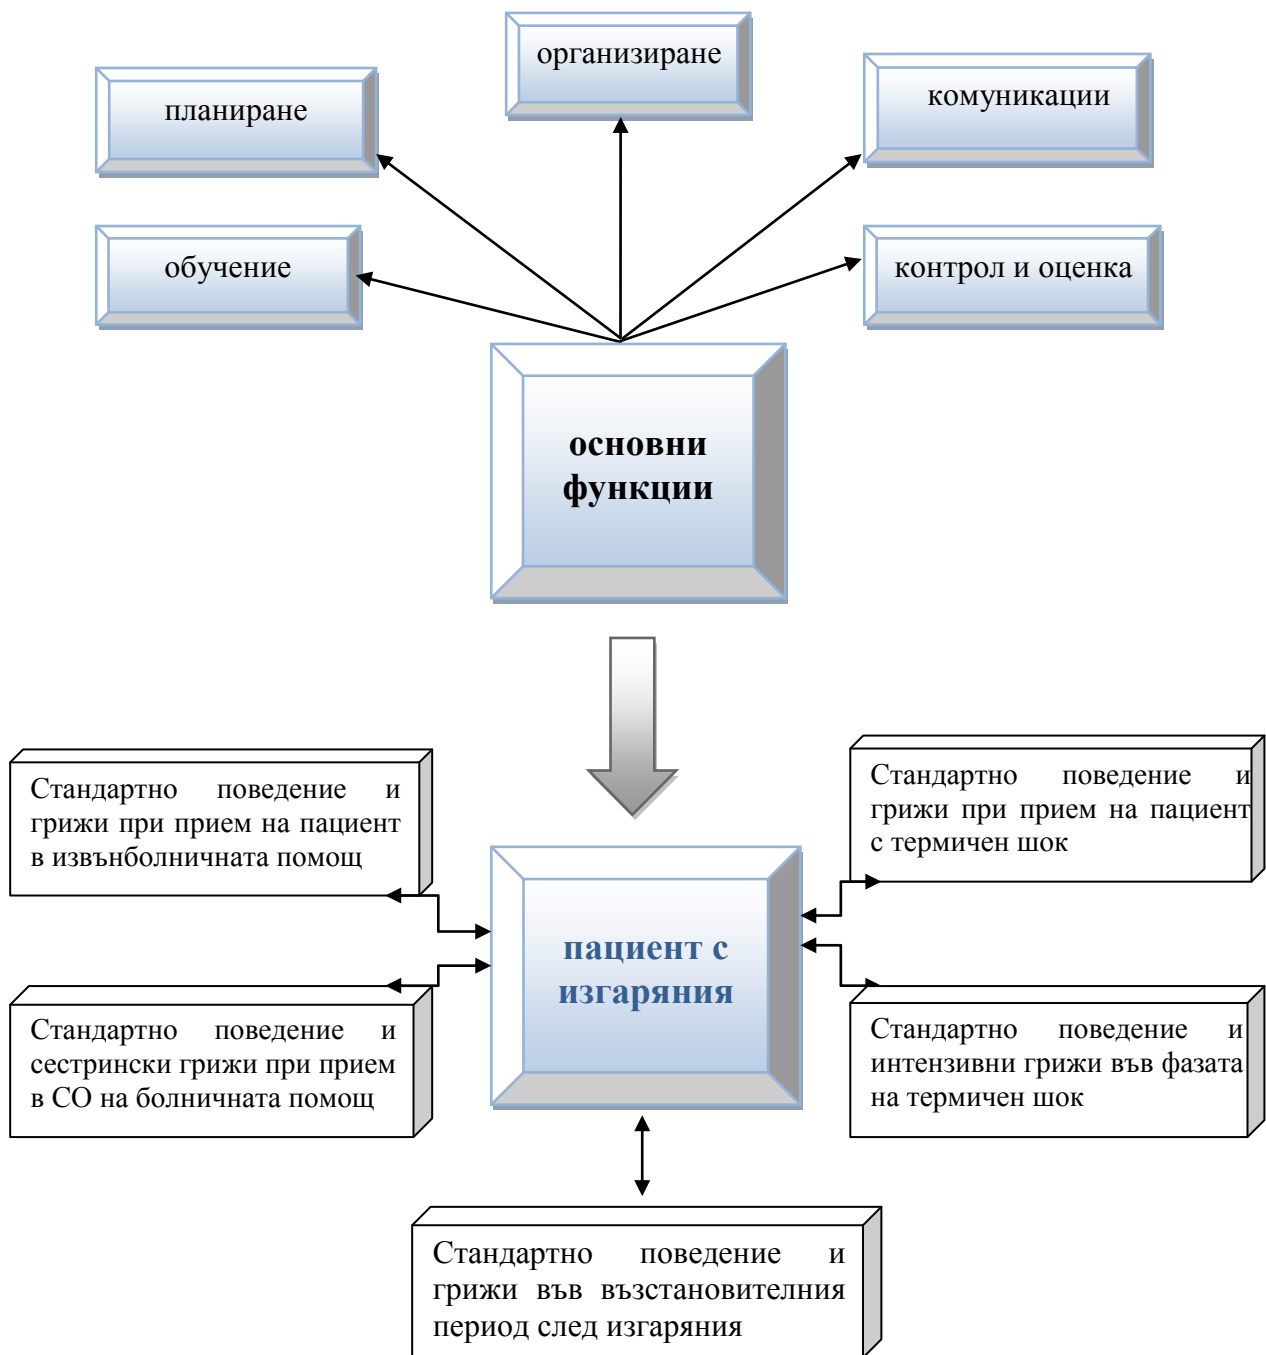 организиране
планиране
комуникации
обучение
контрол и оценка
основни
функции
Стандартно поведение и
грижи при прием на пациент
в извънболничната помощ
Стандартно поведение и
грижи при прием на пациент
с термичен шок
пациент с
изгаряния
Стандартно поведение и
сестрински грижи при прием
в СО на болничната помощ
Стандартно поведение и
интензивни грижи във фазата
на термичен шок
Стандартно поведение и
грижи във възстановителния
период след изгаряния